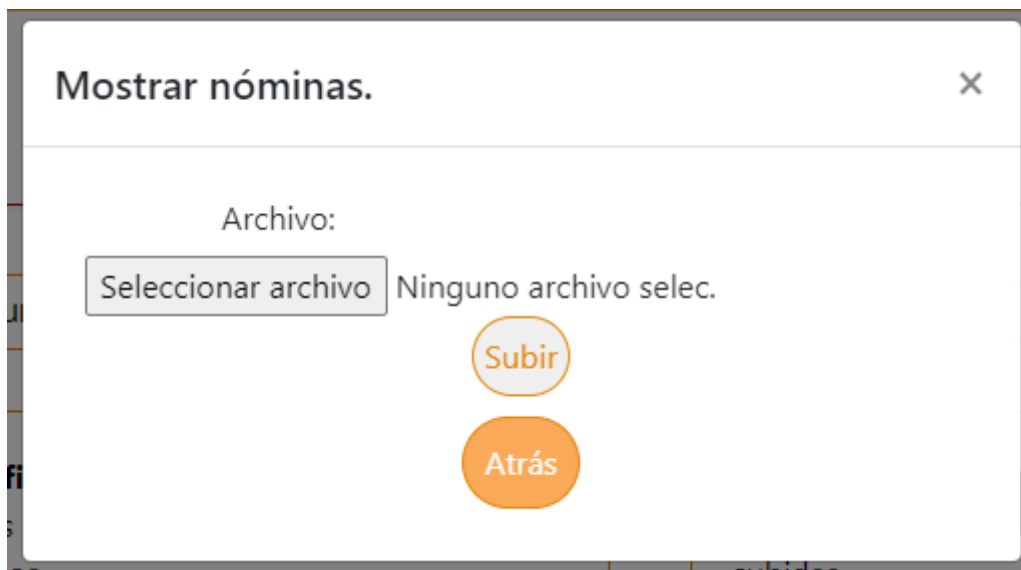 Mostrar nóminas.
×
Archivo:
Seleccionar archivo Ninguno archivo selec.
Subir
Atrás